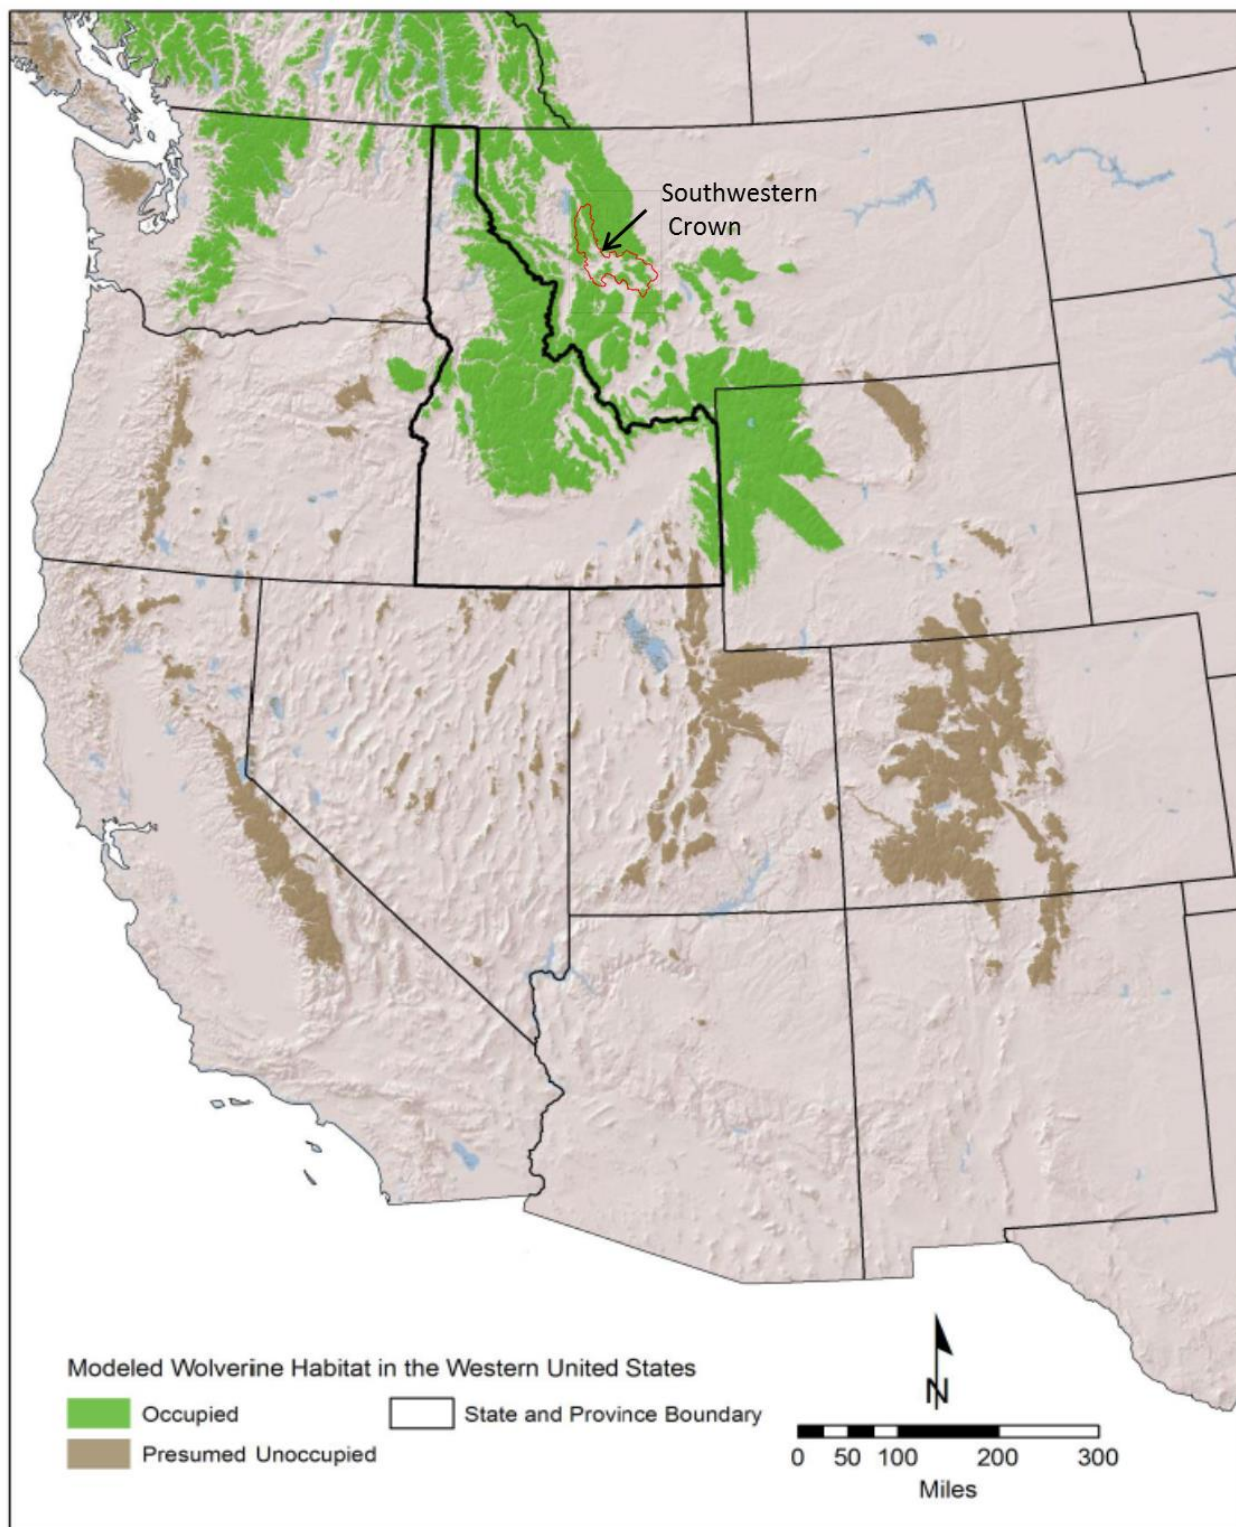 Southwestern
Crown
Modeled Wolverine Habitat in the Western United States
Occupied
State and Province Boundary
Presumed Unoccupied
N
0 50 100 200 300
Miles